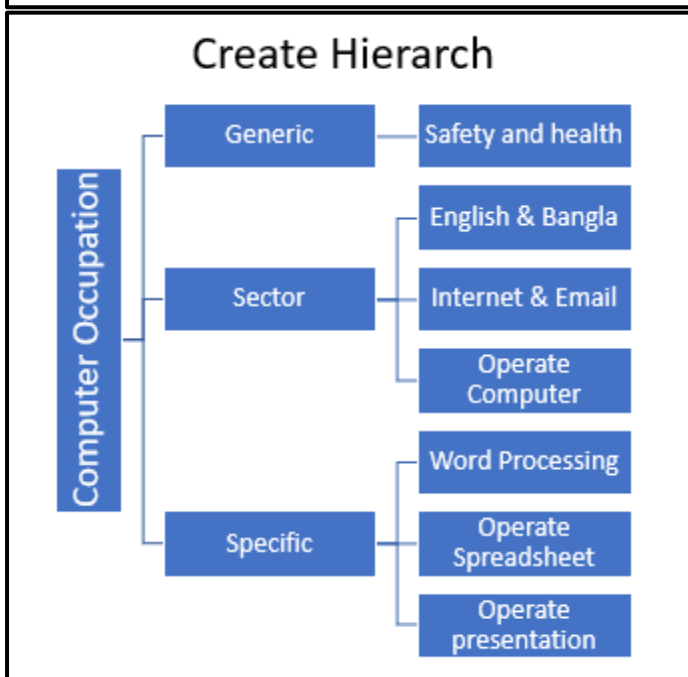 Create Hierarch
Computer Occupation
Generic
Safety and health
Sector
English & Bangla
Internet & Email
Operate
Computer
Specific
Word Processing
Operate
Spreadsheet
Operate
presentation